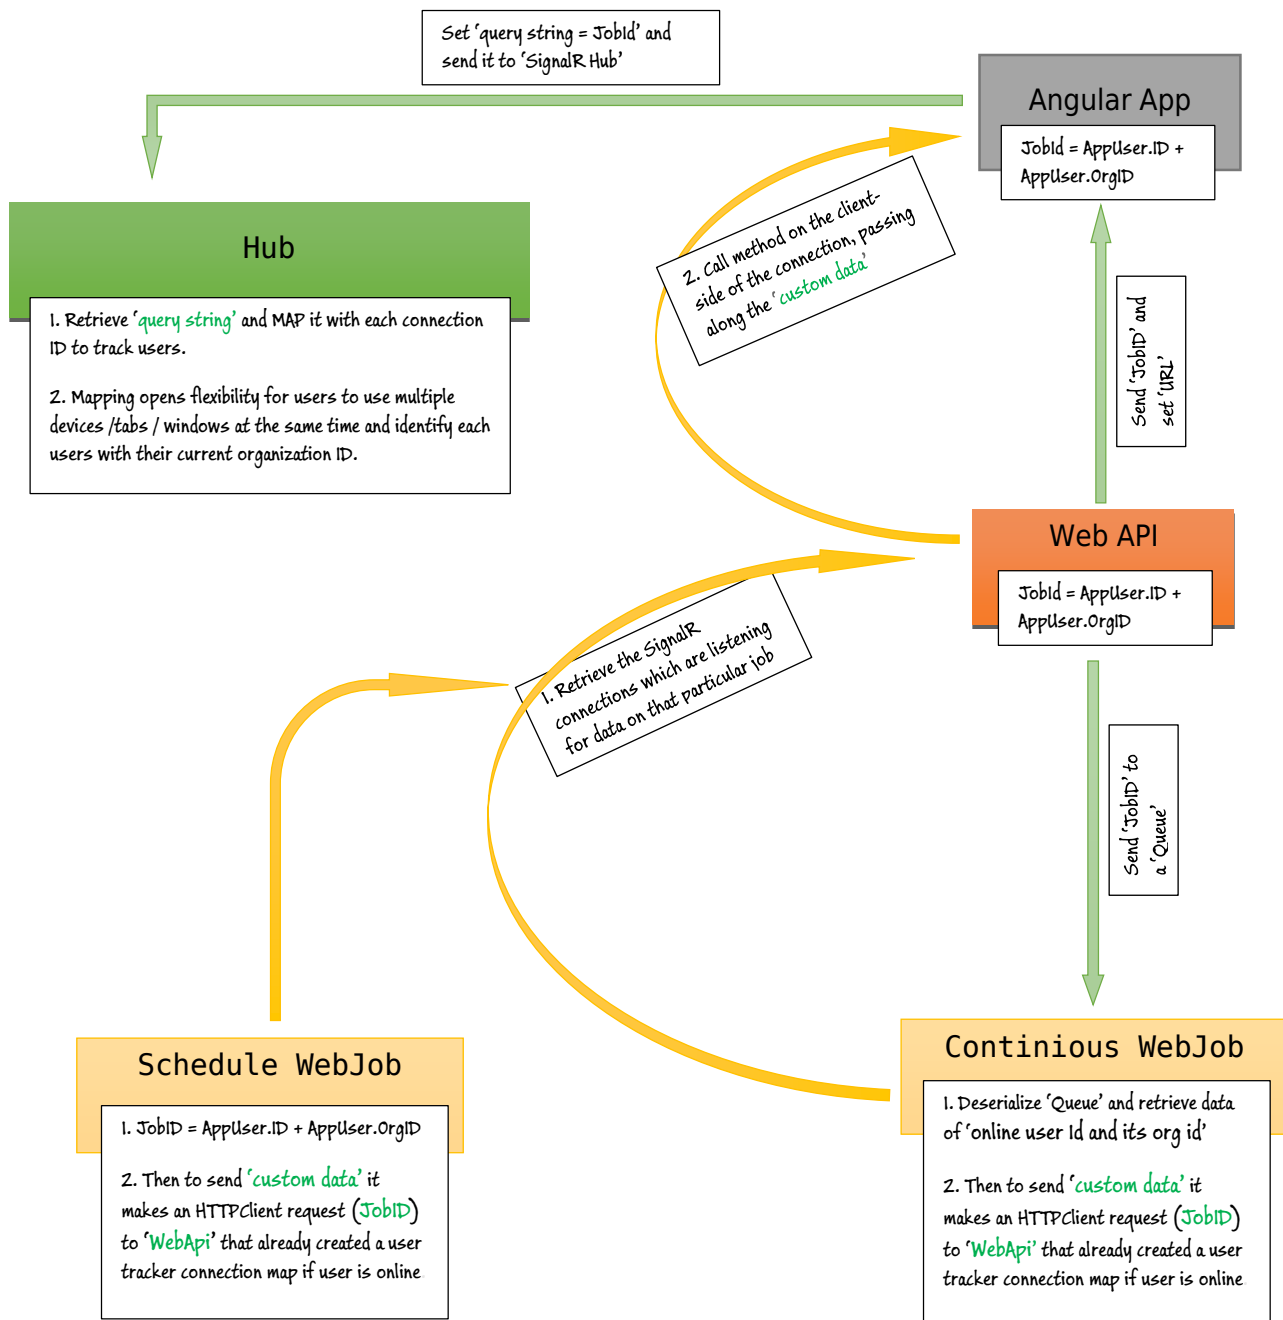 Set 'query string = JobId' and
send it to 'SignalR Hub'
Angular App
JobId = AppUser.ID +
AppUser.OrgID
Hub
1. Retrieve 'query string' and MAP it with each connection
ID to track users.
2. Mapping opens flexibility for users to use multiple
devices /tabs / windows at the same time and identify each
users with their current organization ID.
2. Call method on the client-
side of the connection, passing
along the 'custom data'
Send 'JobID' and
set 'URL'
Web API
JobId = AppUser.ID +
AppUser.OrgID
1. Retrieve the SignalR
connections which are listening
for data on that particular job
Send 'JobID' to
a 'Queue'
Schedule WebJob
1. JobID = AppUser.ID + AppUser.OrgID
2. Then to send 'custom data' it
makes an HTTPClient request (JobID)
to 'WebApi' that already created a user
tracker connection map if user is online
Continious WebJob
1. Deserialize 'Queue' and retrieve data
of 'online user Id and its org id'
2. Then to send 'custom data' it
makes an HTTPClient request (JobID)
to 'WebApi' that already created a user
tracker connection map if user is online